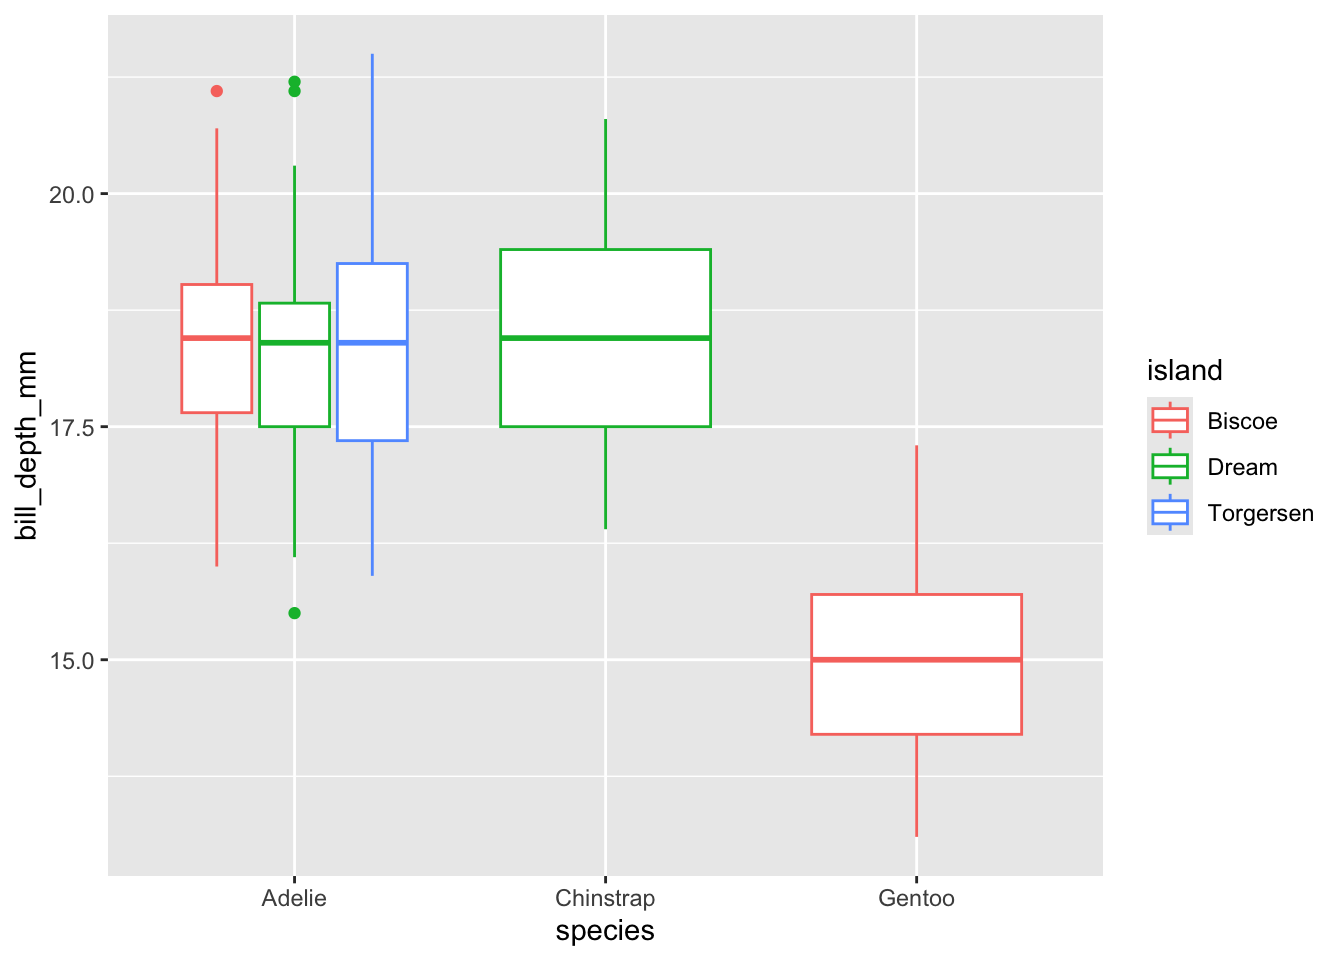 bill_depth_mm
20.0
17.5
15.0
Adelie
Chinstrap
Gentoo
species
island
Biscoe
Dream
Torgersen